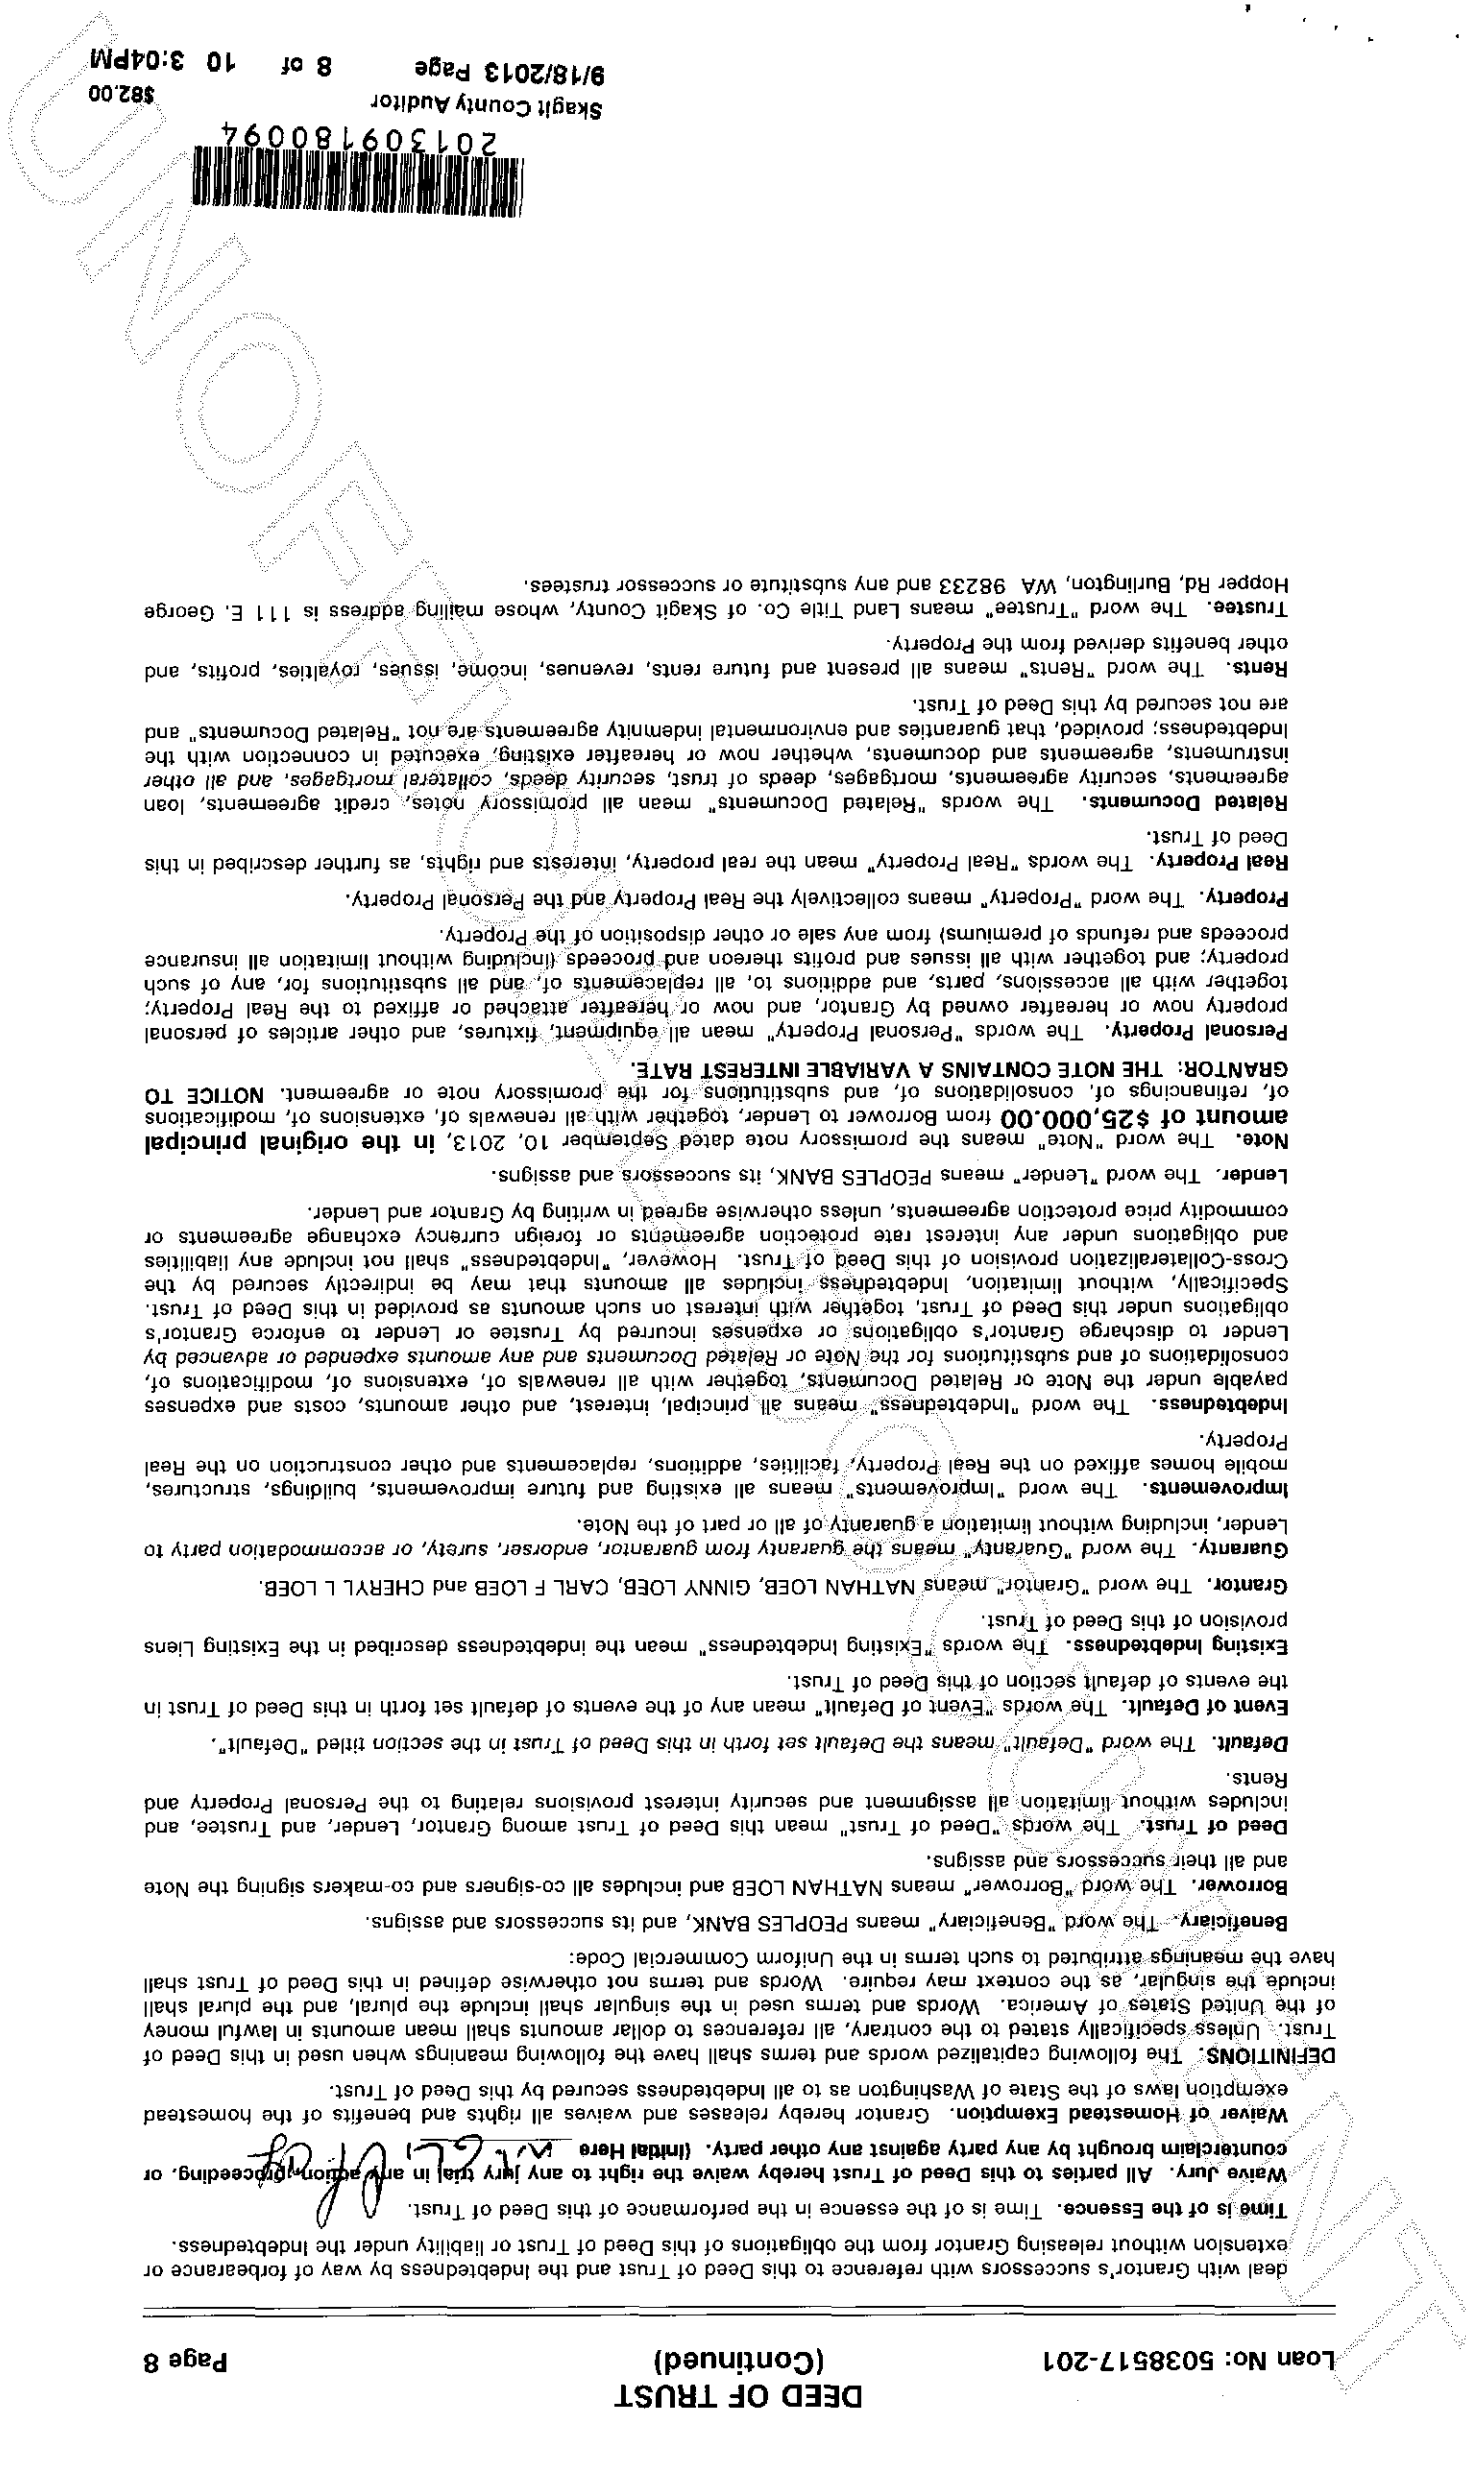 DEED OF TRUST
Loan No: 5038517-201 (Continued) Page 8
deal with Grantor's successors with reference to this Deed of Trust and the Indebtedness by way of forbearance or
extension without releasing Grantor from the obligations of this Deed of Trust or liability under the Indebtedness.
Time is of the Essence. Time is of the essence in the performance of this Deed of Trust.
Waive Jury. All parties to this Deed of Trust hereby waive the right to any jury trial in any action, proceeding, or
counterclaim brought by any party against any other party. (Initial Here
Waiver of Homestead Exemption. Grantor hereby releases and waives all rights and benefits of the homestead
exemption laws of the State of Washington as to all Indebtedness secured by this Deed of Trust.
DEFINITIONS. The following capitalized words and terms shall have the following meanings when used in this Deed of
Trust. Unless specifically stated to the contrary, all references to dollar amounts shall mean amounts in lawful money
of the United States of America. Words and terms used in the singular shall include the plural, and the plural shall
include the singular, as the context may require. Words and terms not otherwise defined in this Deed of Trust shall
have the meanings attributed to such terms in the Uniform Commercial Code:
Beneficiary. The word "Beneficiary" means PEOPLES BANK, and its successors and assigns.
Borrower. The word "Borrower" means NATHAN LOEB and includes all co-signers and co-makers signing the Note
and all their successors and assigns.
Deed of Trust. The words "Deed of Trust" mean this Deed of Trust among Grantor, Lender, and Trustee, and
includes without limitation all assignment and security interest provisions relating to the Personal Property and
Rents.
Default. The word "Default" means the Default set forth in this Deed of Trust in the section titled "Default".
Event of Default. The words "Event of Default" mean any of the events of default set forth in this Deed of Trust in
the events of default section of this Deed of Trust.
Existing Indebtedness. The words "Existing Indebtedness" mean the indebtedness described in the Existing Liens
provision of this Deed of Trust.
Grantor. The word "Grantor" means NATHAN LOEB, GINNY LOEB, CARL F LOEB and CHERYL L LOEB.
Guaranty. The word "Guaranty" means the guaranty from guarantor, endorser, surety, or accommodation party to
Lender, including without limitation a guaranty of all or part of the Note.
Improvements. The word "Improvements" means all existing and future improvements, buildings, structures,
mobile homes affixed on the Real Property, facilities, additions, replacements and other construction on the Real
Property.
Indebtedness. The word "Indebtedness" means all principal, interest, and other amounts, costs and expenses
payable under the Note or Related Documents, together with all renewals of, extensions of, modifications of,
consolidations of and substitutions for the Note or Related Documents and any amounts expended or advanced by
Lender to discharge Grantor's obligations or expenses incurred by Trustee or Lender to enforce Grantor's
obligations under this Deed of Trust, together with interest on such amounts as provided in this Deed of Trust.
Specifically, without limitation, Indebtedness includes all amounts that may be indirectly secured by the
Cross-Collateralization provision of this Deed of Trust. However, "Indebtedness" shall not include any liabilities
and obligations under any interest rate protection agreements or foreign currency exchange agreements or
commodity price protection agreements, unless otherwise agreed in writing by Grantor and Lender.
Lender. The word "Lender" means PEOPLES BANK, its successors and assigns.
Note. The word "Note" means the promissory note dated September 10, 2013, in the original principal
amount of $25,000.00 from Borrower to Lender, together with all renewals of, extensions of, modifications
of, refinancings of, consolidations of, and substitutions for the promissory note or agreement. NOTICE TO
GRANTOR: THE NOTE CONTAINS A VARIABLE INTEREST RATE.
Personal Property. The words "Personal Property" mean all equipment, fixtures, and other articles of personal
property now or hereafter owned by Grantor, and now or hereafter attached or affixed to the Real Property;
together with all accessions, parts, and additions to, all replacements of, and all substitutions for, any of such
property; and together with all issues and profits thereon and proceeds (including without limitation all insurance
proceeds and refunds of premiums) from any sale or other disposition of the Property.
Property. The word "Property" means collectively the Real Property and the Personal Property.
Real Property. The words "Real Property" mean the real property, interests and rights, as further described in this
Deed of Trust.
Related Documents. The words "Related Documents" mean all promissory notes, credit agreements, loan
agreements, security agreements, mortgages, deeds of trust, security deeds, collateral mortgages, and all other
instruments, agreements and documents, whether now or hereafter existing, executed in connection with the
Indebtedness; provided, that guaranties and environmental indemnity agreements are not "Related Documents" and
are not secured by this Deed of Trust.
Rents. The word "Rents" means all present and future rents, revenues, income, issues, royalties, profits, and
other benefits derived from the Property.
Trustee. The word "Trustee" means Land Title Co. of Skagit County, whose mailing address is 111 E. George
Hopper Rd, Burlington, WA 98233 and any substitute or successor trustees.
201309180094
Skagit County Auditor $82.00
9/18/2013 Page 8 of 10 3:04PM
UNOFFICIAL DOCUMENT